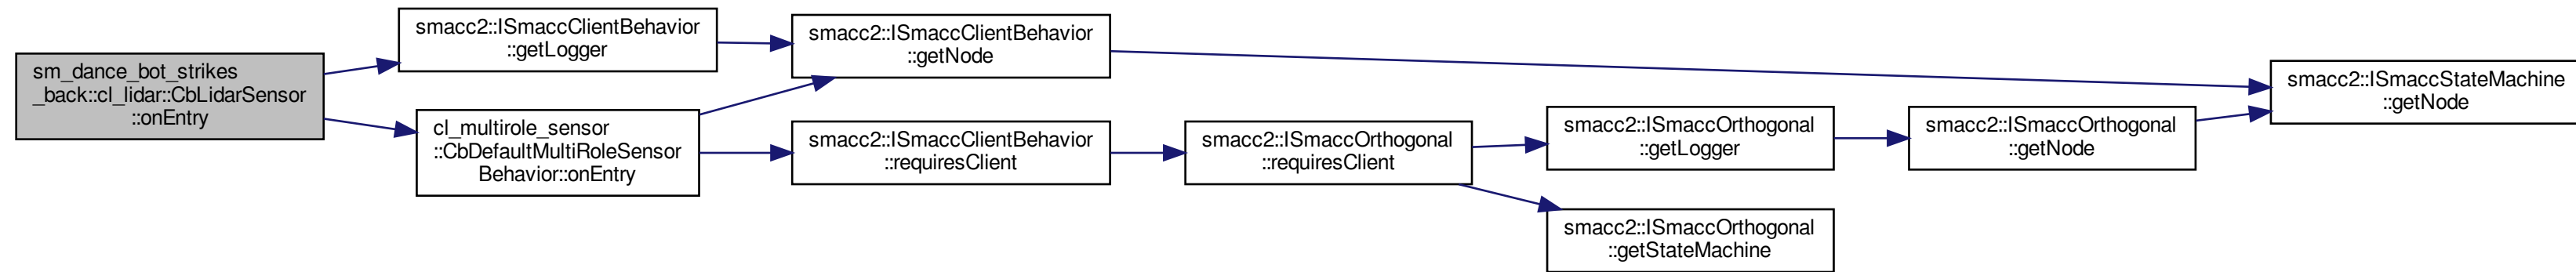 sm_dance_bot_strikes
_back::cl_lidar::CbLidarSensor
::onEntry
smacc2::ISmaccClientBehavior
::getLogger
cl_multirole_sensor
::CbDefaultMultiRoleSensor
Behavior::onEntry
smacc2::ISmaccClientBehavior
::getNode
smacc2::ISmaccClientBehavior
::requiresClient
smacc2::ISmaccOrthogonal
::requiresClient
smacc2::ISmaccOrthogonal
::getLogger
smacc2::ISmaccOrthogonal
::getStateMachine
smacc2::ISmaccOrthogonal
::getNode
smacc2::ISmaccStateMachine
::getNode